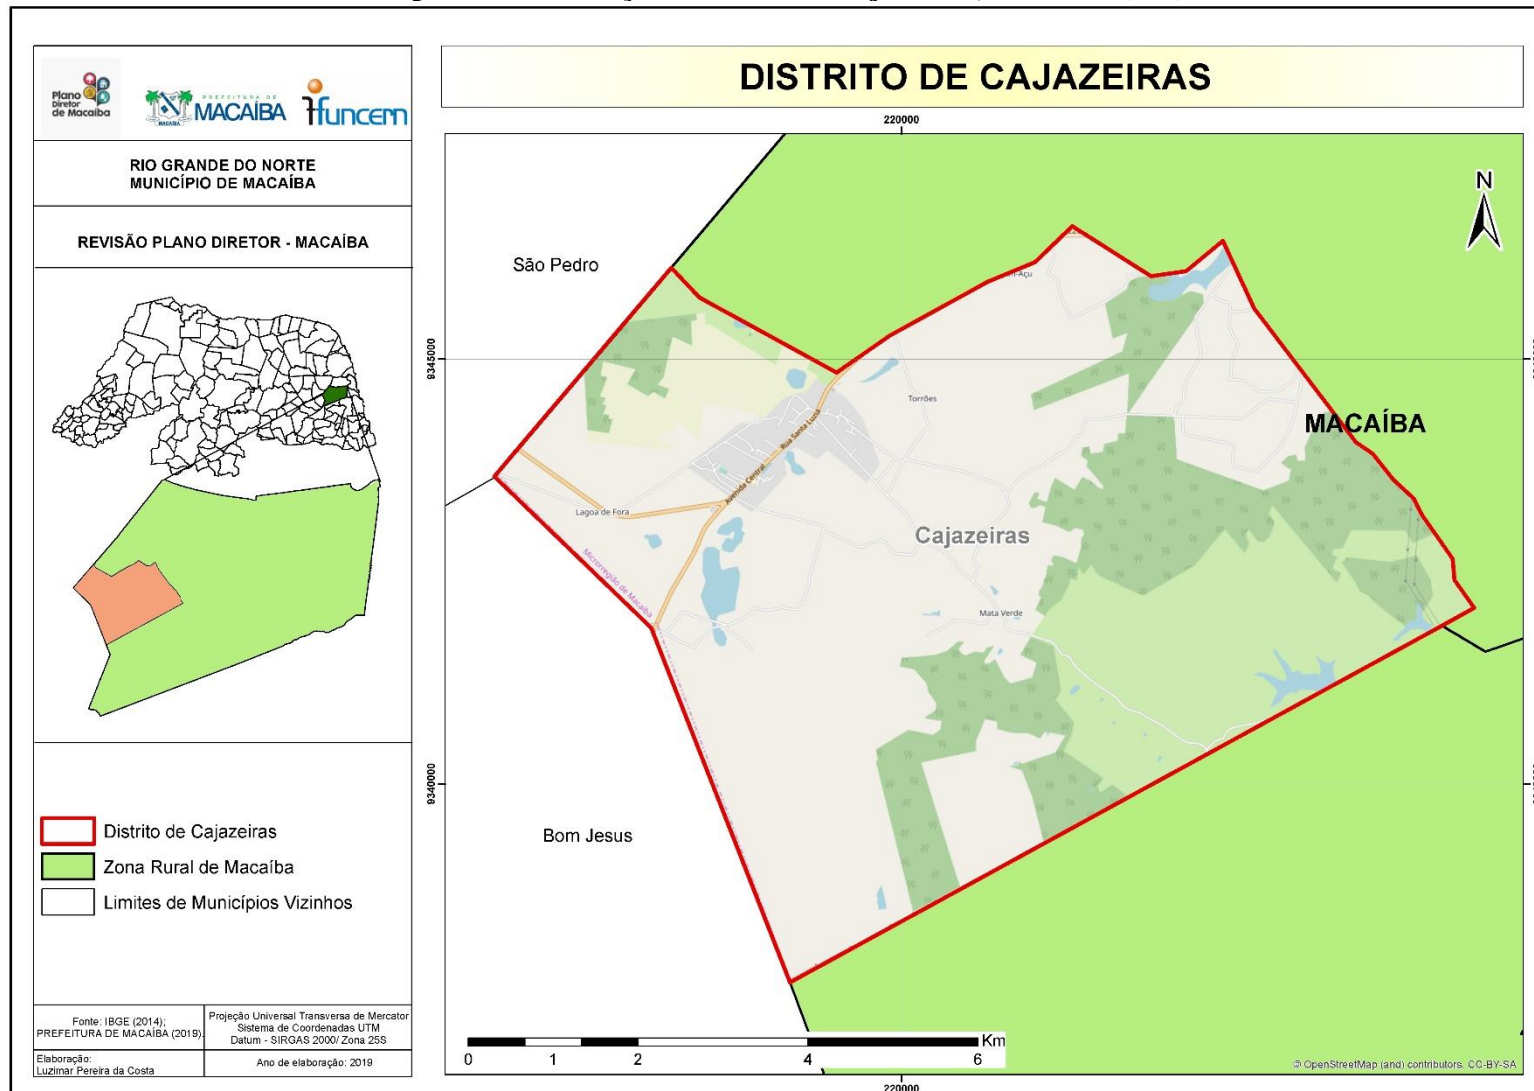 Plano
Diretor
de Macaíba
PREFEITURA DE
MACAÍBA
MACAÍBA
funcern
RIO GRANDE DO NORTE
MUNICÍPIO DE MACAÍBA
REVISÃO PLANO DIRETOR - MACAÍBA
Distrito de Cajazeiras
Zona Rural de Macaíba
Limites de Municípios Vizinhos
Fonte: IBGE (2014);
PREFEITURA DE MACAÍBA (2019).
Projeção Universal Transversa de Mercator
Sistema de Coordenadas UTM
Datum - SIRGAS 2000/ Zona 25S
Elaboração:
Luzimar Pereira da Costa
Ano de elaboração: 2019
DISTRITO DE CAJAZEIRAS
220000
N
São Pedro
9345000
Torrões
MACAÍBA
Rua Santa Luzia
Avenida Central
Lagoa de Fora
Cajazeiras
Microrregião de Macaíba
Mata Verde
9340000
Bom Jesus
Km
0 1 2 4 6
© OpenStreetMap (and) contributors, CC-BY-SA
220000